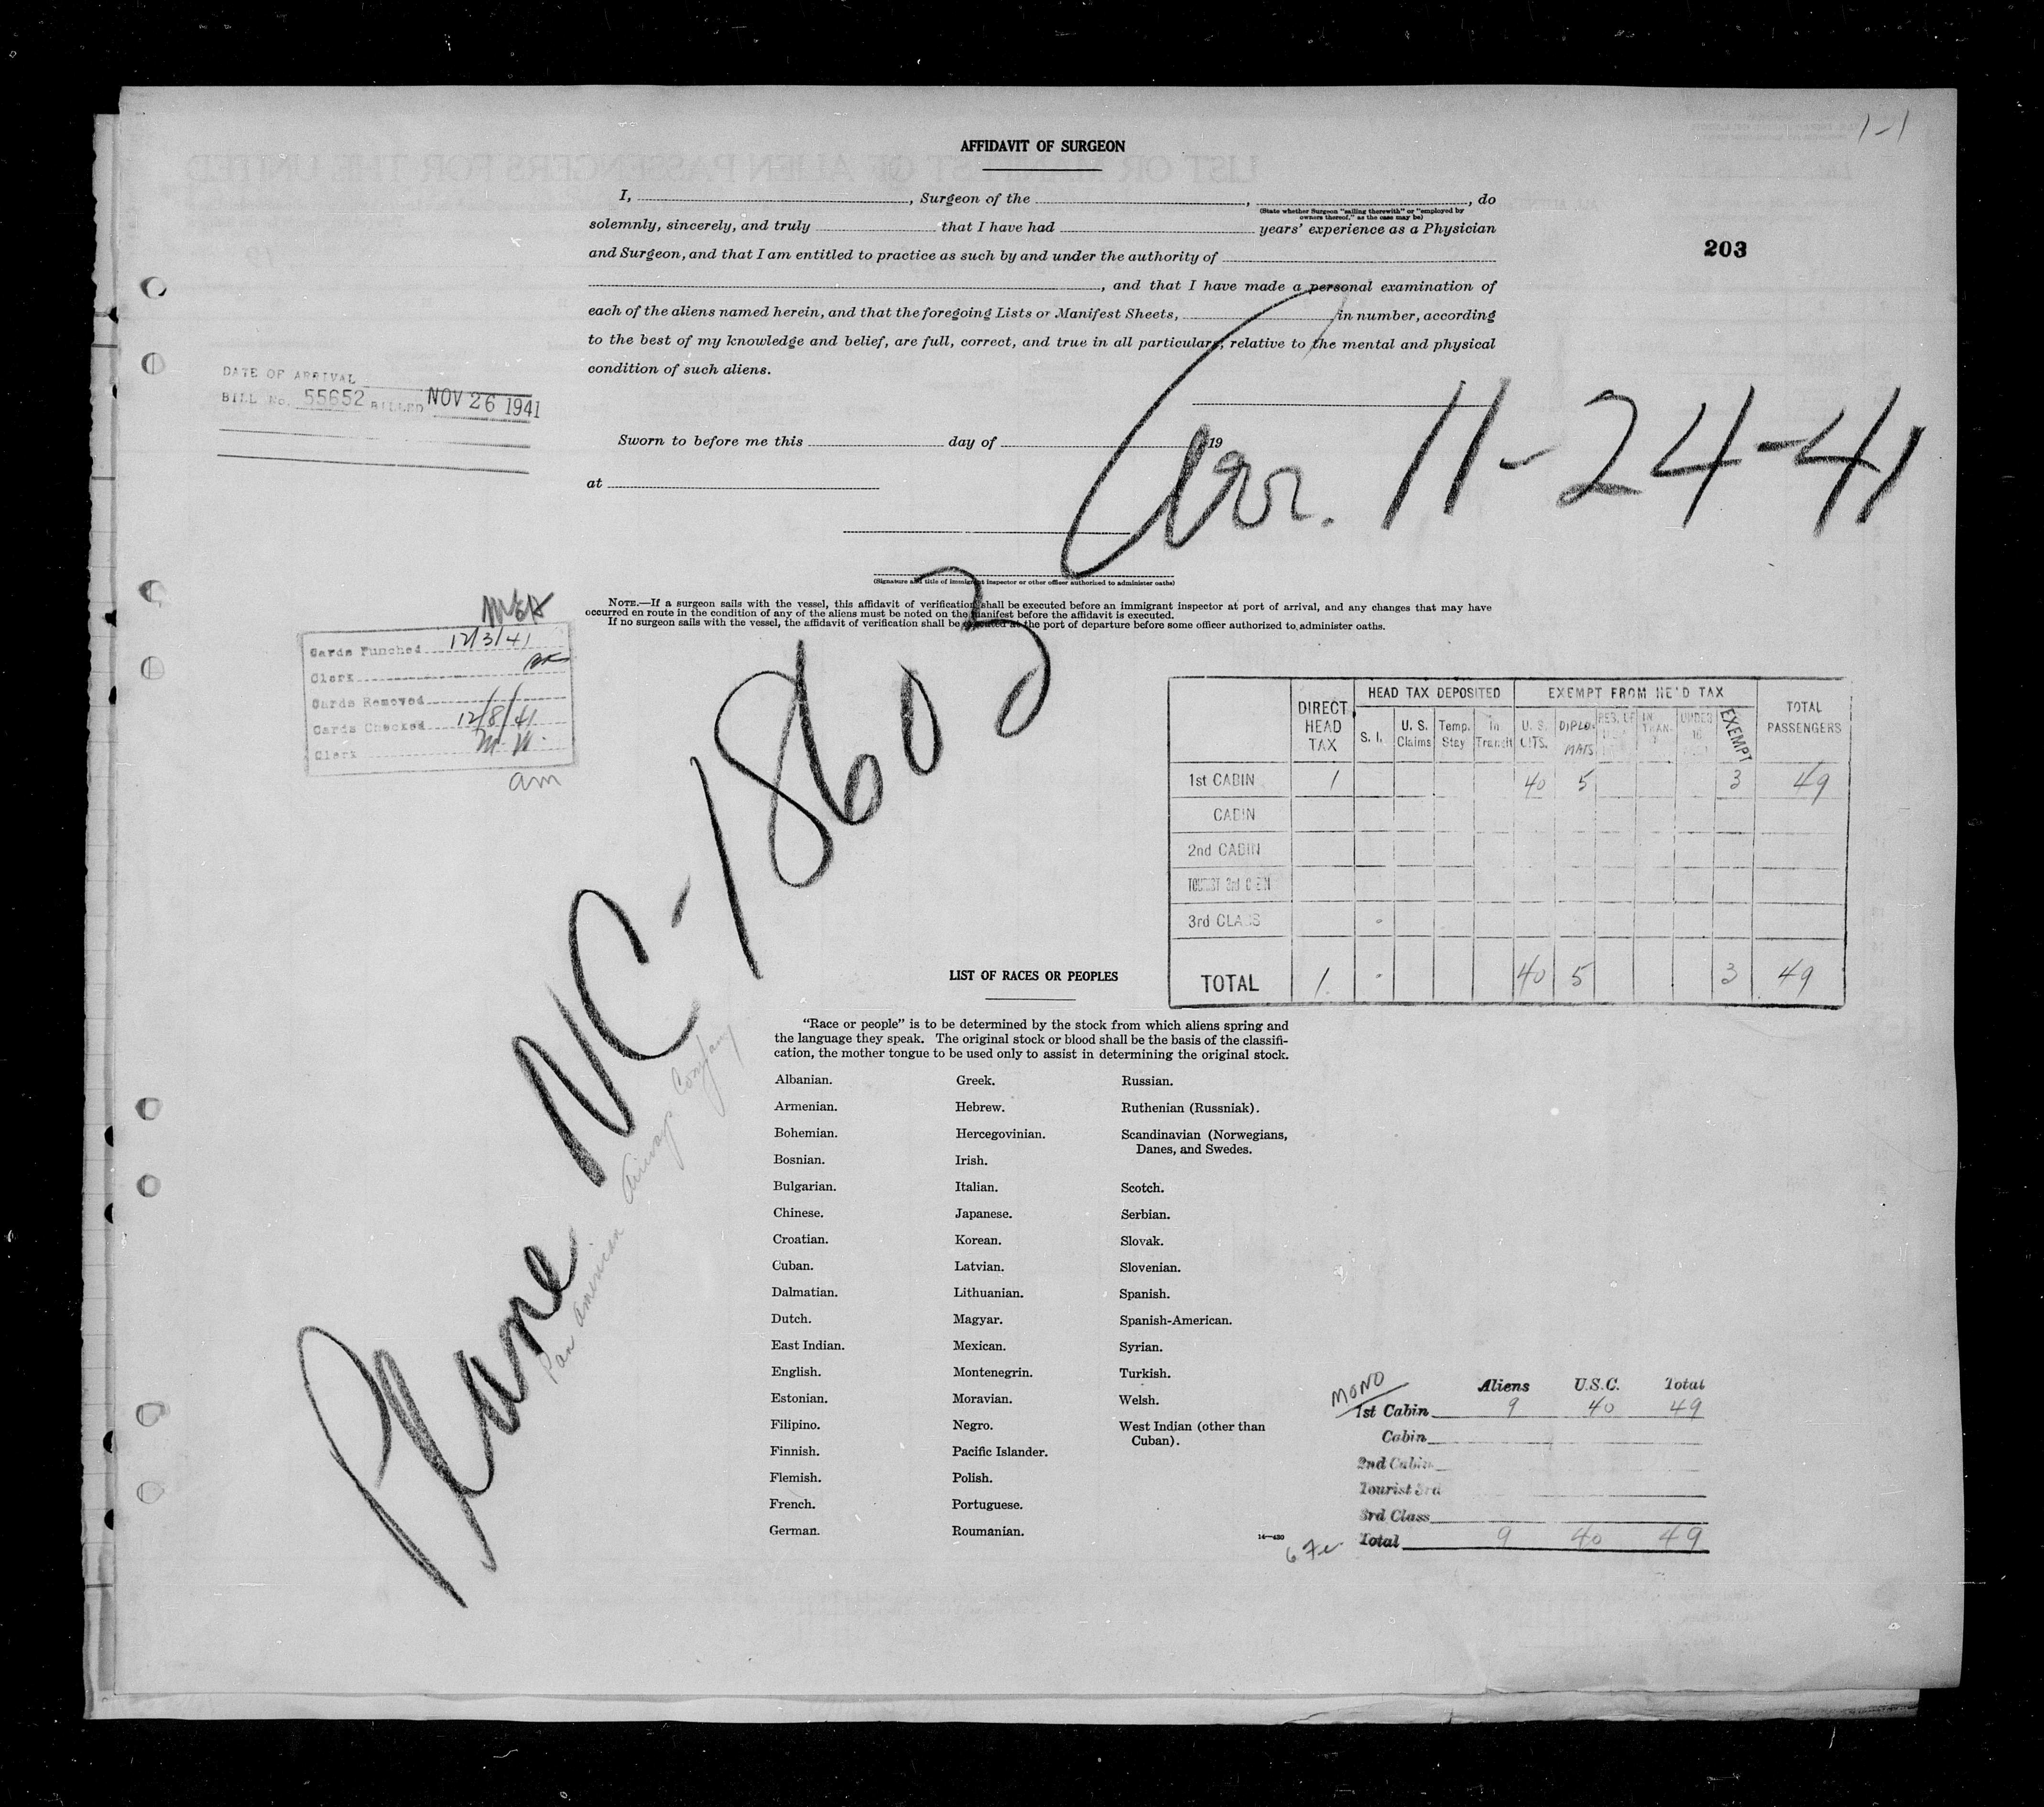 1-1
AFFIDAVIT OF SURGEON
I, , Surgeon of the , , do
(State whether Surgeon "sailing therewith" or "employed by
owners thereof," as the case may be)
solemnly, sincerely, and truly that I have had years' experience as a Physician
203
and Surgeon, and that I am entitled to practice as such by and under the authority of
, and that I have made a personal examination of
each of the aliens named herein, and that the foregoing Lists or Manifest Sheets, in number, according
to the best of my knowledge and belief, are full, correct, and true in all particulars, relative to the mental and physical
condition of such aliens.
DATE OF ARRIVAL
BILL No. 55652 BILLED NOV 26 1941
Arr. 11-24-41
Sworn to before me this day of 19
at
(Signature and title of immigrant inspector or other officer authorized to administer oaths)
NOTE.—If a surgeon sails with the vessel, this affidavit of verification shall be executed before an immigrant inspector at port of arrival, and any changes that may have
occurred en route in the condition of any of the aliens must be noted on the manifest before the affidavit is executed.
If no surgeon sails with the vessel, the affidavit of verification shall be executed at the port of departure before some officer authorized to administer oaths.
Cards Punched 12/3/41
Clerk
Cards Removed
Cards Checked 12/8/41
Clerk M. W.
am
Plane NC-18603
Pan American Airways Company
DIRECT HEAD TAX HEAD TAX DEPOSITED EXEMPT FROM HEAD TAX TOTAL PASSENGERS
S. I. U. S. Claims Temp. Stay In Transit U. S. CITS. DIPLO-MATS RES. OF IN TRAN- UNDER 16 EXEMPT
1st CABIN 1 40 5 3 49
CABIN
2nd CABIN
TOURIST 3rd CABIN
3rd CLASS
TOTAL 1 40 5 3 49
LIST OF RACES OR PEOPLES
"Race or people" is to be determined by the stock from which aliens spring and
the language they speak. The original stock or blood shall be the basis of the classifi-
cation, the mother tongue to be used only to assist in determining the original stock.
Albanian.
Armenian.
Bohemian.
Bosnian.
Bulgarian.
Chinese.
Croatian.
Cuban.
Dalmatian.
Dutch.
East Indian.
English.
Estonian.
Filipino.
Finnish.
Flemish.
French.
German.
Greek.
Hebrew.
Hercegovinian.
Irish.
Italian.
Japanese.
Korean.
Latvian.
Lithuanian.
Magyar.
Mexican.
Montenegrin.
Moravian.
Negro.
Pacific Islander.
Polish.
Portuguese.
Roumanian.
Russian.
Ruthenian (Russniak).
Scandinavian (Norwegians,
Danes, and Swedes.
Scotch.
Serbian.
Slovak.
Slovenian.
Spanish.
Spanish-American.
Syrian.
Turkish.
Welsh.
West Indian (other than
Cuban).
14—430
MONO
Aliens U.S.C. Total
1st Cabin 9 40 49
Cabin
2nd Cabin
Tourist 3rd
3rd Class
Total 9 40 49